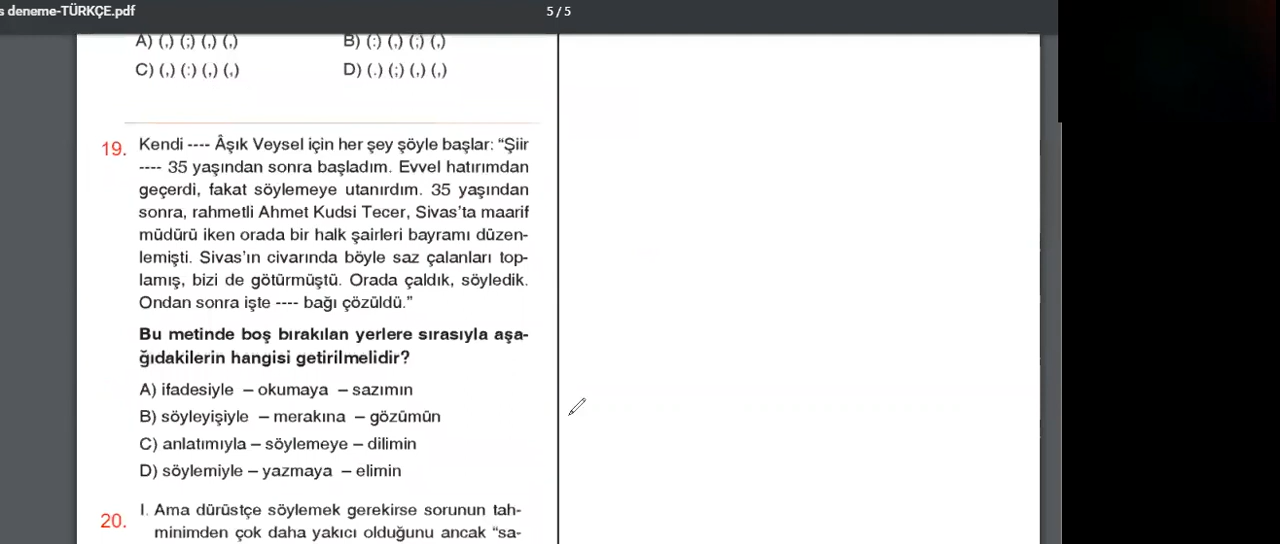 s deneme-TÜRKÇE.pdf
5 / 5
A) (,) (;) (,) (,)
B) (:) (,) (;) (,)
C) (,) (:) (,) (,)
D) (.) (;) (,) (,)
19. Kendi ---- Âşık Veysel için her şey şöyle başlar: “Şiir
---- 35 yaşından sonra başladım. Evvel hatırımdan
geçerdi, fakat söylemeye utanırdım. 35 yaşından
sonra, rahmetli Ahmet Kudsi Tecer, Sivas’ta maarif
müdürü iken orada bir halk şairleri bayramı düzen-
lemişti. Sivas’ın civarında böyle saz çalanları top-
lamış, bizi de götürmüştü. Orada çaldık, söyledik.
Ondan sonra işte ---- bağı çözüldü.”
Bu metinde boş bırakılan yerlere sırasıyla aşa-
ğıdakilerin hangisi getirilmelidir?
A) ifadesiyle – okumaya – sazımın
B) söyleyişiyle – merakına – gözümün
C) anlatımıyla – söylemeye – dilimin
D) söylemiyle – yazmaya – elimin
20. I. Ama dürüstçe söylemek gerekirse sorunun tah-
minimden çok daha yakıcı olduğunu ancak “sa-